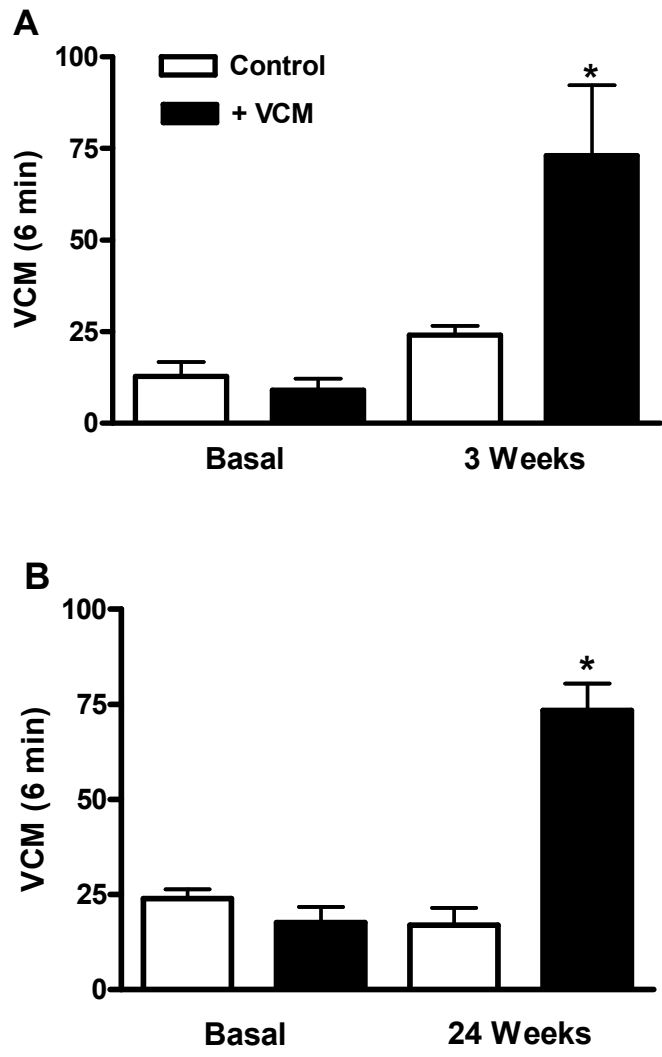 A
100
75
50
25
0
VCM (6 min)
Control
+ VCM
*
Basal
3 Weeks
B
100
75
50
25
0
VCM (6 min)
*
Basal
24 Weeks